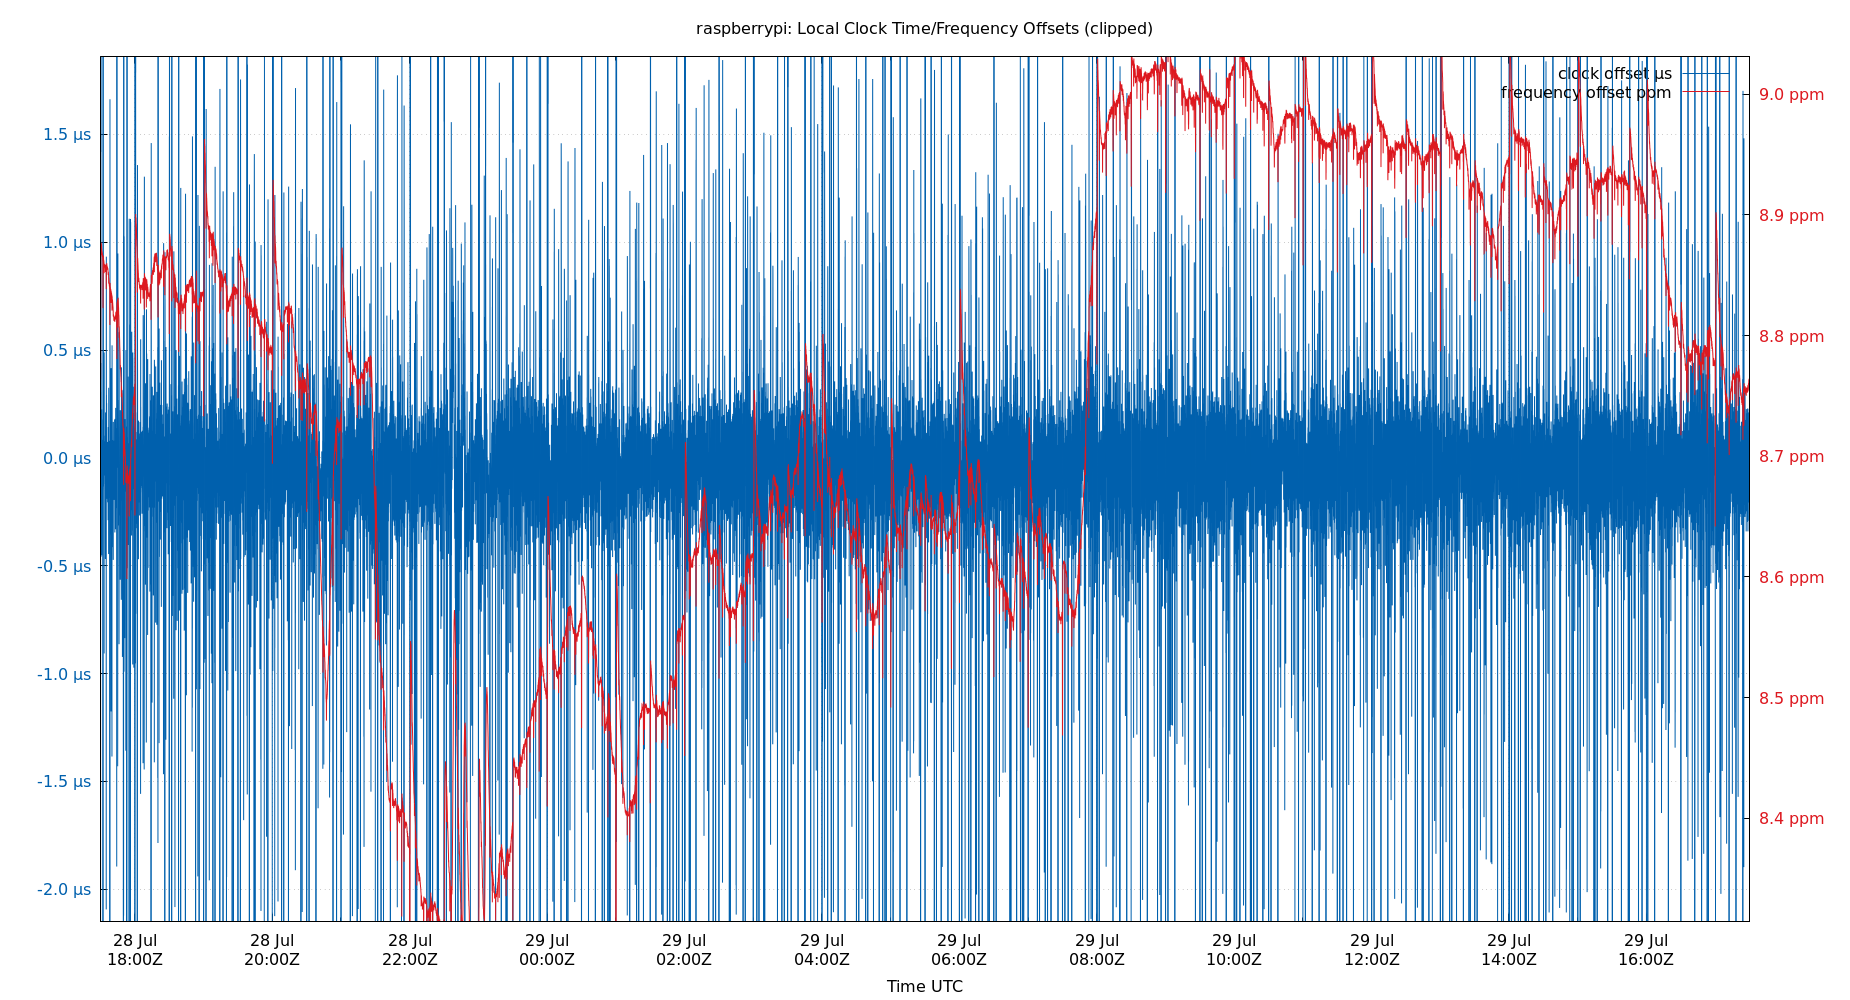 raspberrypi: Local Clock Time/Frequency Offsets (clipped)
clock offset µs
frequency offset ppm
1.5 µs
1.0 µs
0.5 µs
0.0 µs
-0.5 µs
-1.0 µs
-1.5 µs
-2.0 µs
9.0 ppm
8.9 ppm
8.8 ppm
8.7 ppm
8.6 ppm
8.5 ppm
8.4 ppm
28 Jul
18:00Z
28 Jul
20:00Z
28 Jul
22:00Z
29 Jul
00:00Z
29 Jul
02:00Z
29 Jul
04:00Z
29 Jul
06:00Z
29 Jul
08:00Z
29 Jul
10:00Z
29 Jul
12:00Z
29 Jul
14:00Z
29 Jul
16:00Z
Time UTC